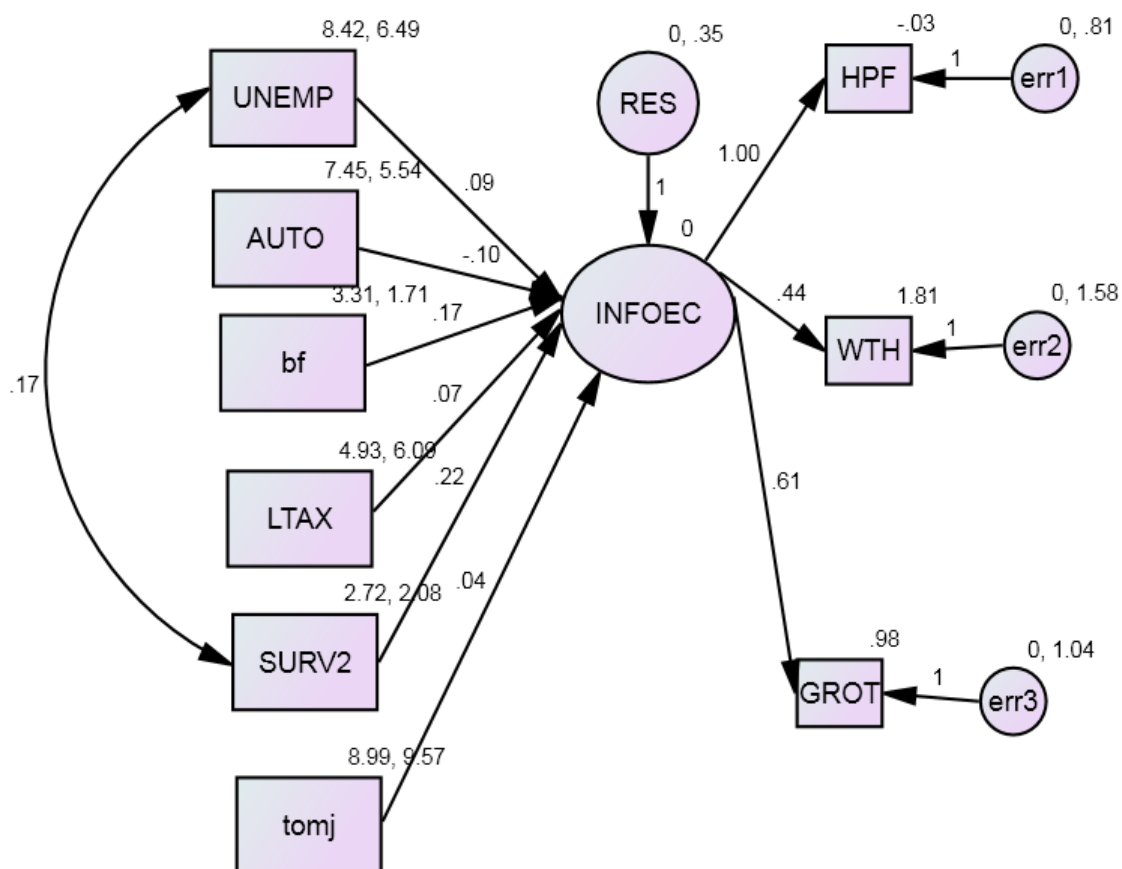 8.42, 6.49
UNEMP
.09
7.45, 5.54
AUTO
-.10
3.31, 1.71
bf
.17
4.93, 6.09
LTAX
.07
2.72, 2.08
SURV2
.22
8.99, 9.57
tomj
.04
.17
0, .35
RES
1
0
INFOEC
1.00
-.03
HPF
1
0, .81
err1
.44
1.81
WTH
1
0, 1.58
err2
.61
.98
GROT
1
0, 1.04
err3